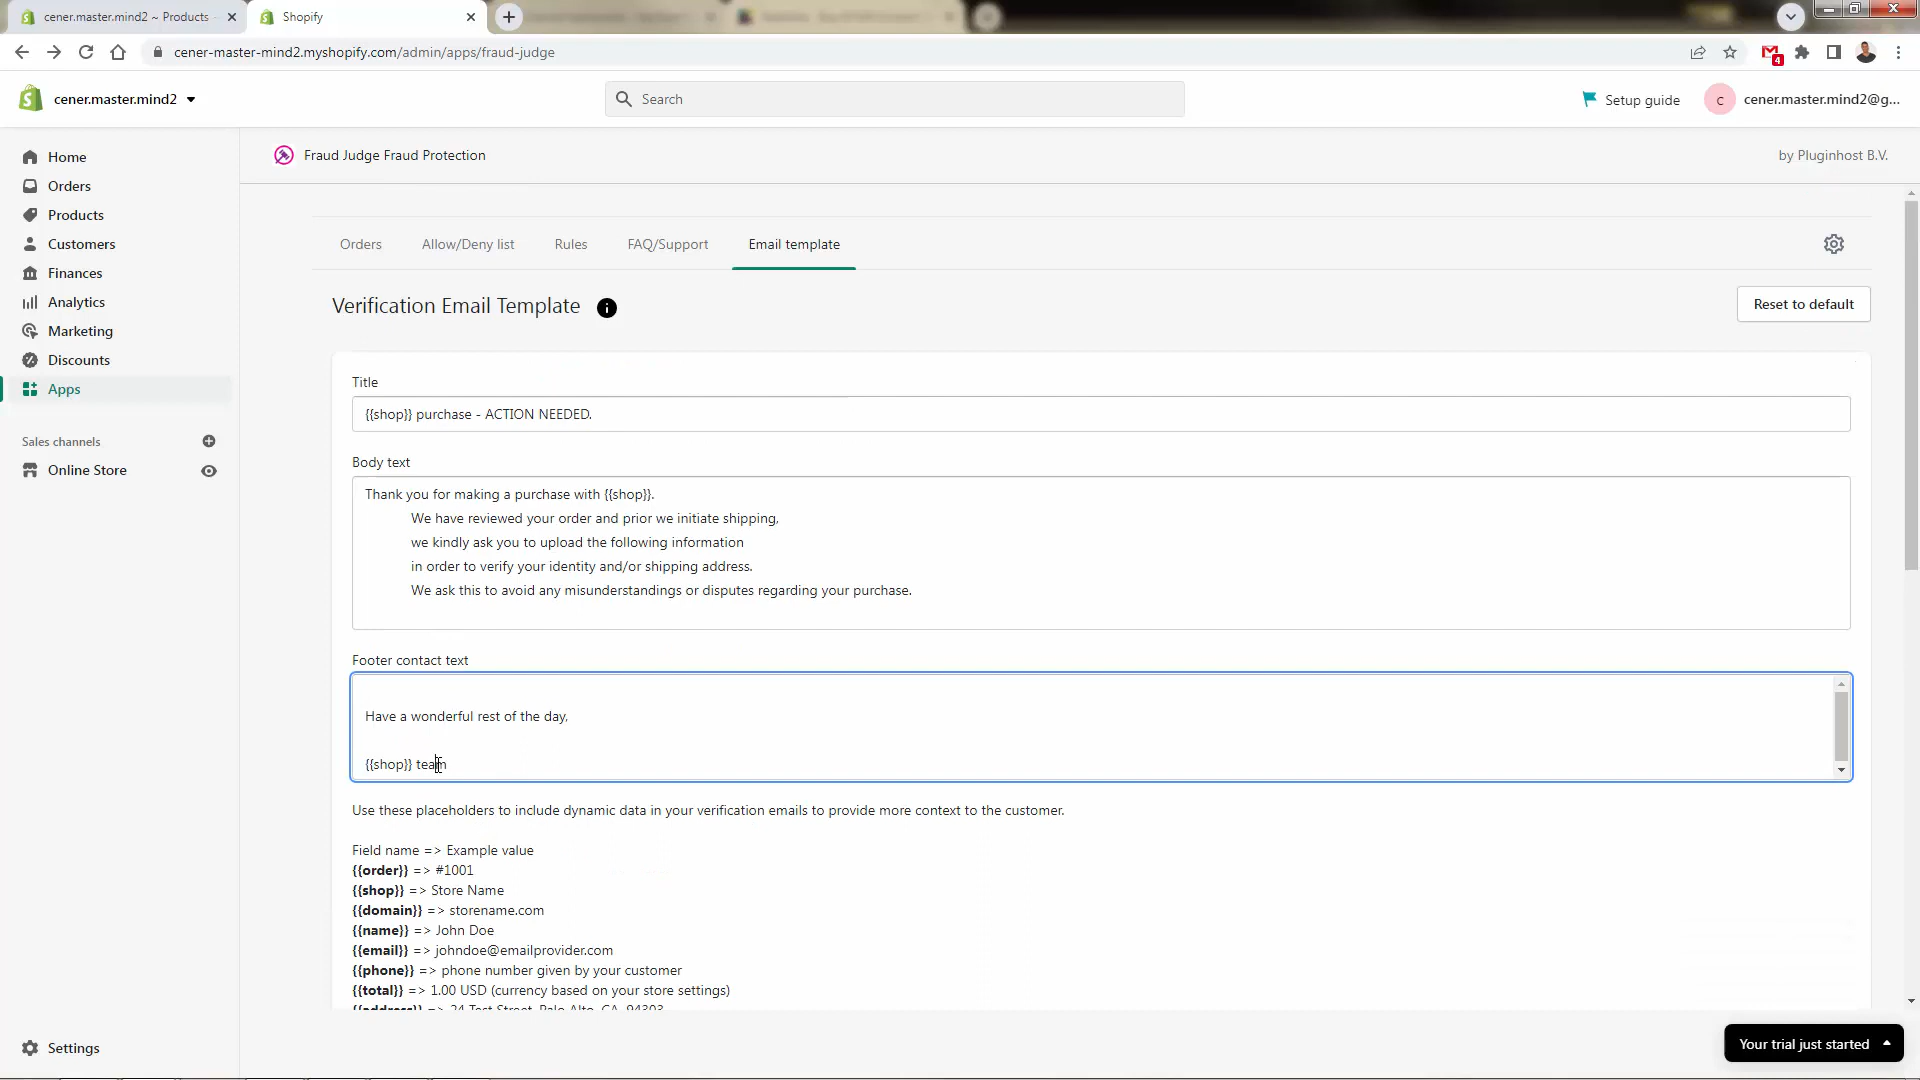 cener.master.mind2 ~ Products
Shopify
cener-master-mind2.myshopify.com/admin/apps/fraud-judge
4
cener.master.mind2
Search
Setup guide
c
cener.master.mind2@g...
Home
Orders
Products
Customers
Finances
Analytics
Marketing
Discounts
Apps
Sales channels
Online Store
Settings
Fraud Judge Fraud Protection
by Pluginhost B.V.
Orders
Allow/Deny list
Rules
FAQ/Support
Email template
Verification Email Template
Reset to default
Title
{{shop}} purchase - ACTION NEEDED.
Body text
Thank you for making a purchase with {{shop}}.
We have reviewed your order and prior we initiate shipping,
we kindly ask you to upload the following information
in order to verify your identity and/or shipping address.
We ask this to avoid any misunderstandings or disputes regarding your purchase.
Footer contact text
Have a wonderful rest of the day,
{{shop}} team
Use these placeholders to include dynamic data in your verification emails to provide more context to the customer.
Field name => Example value
{{order}} => #1001
{{shop}} => Store Name
{{domain}} => storename.com
{{name}} => John Doe
{{email}} => johndoe@emailprovider.com
{{phone}} => phone number given by your customer
{{total}} => 1.00 USD (currency based on your store settings)
{{address}} => 24 Test Street, Palo Alto, CA, 94303
Your trial just started